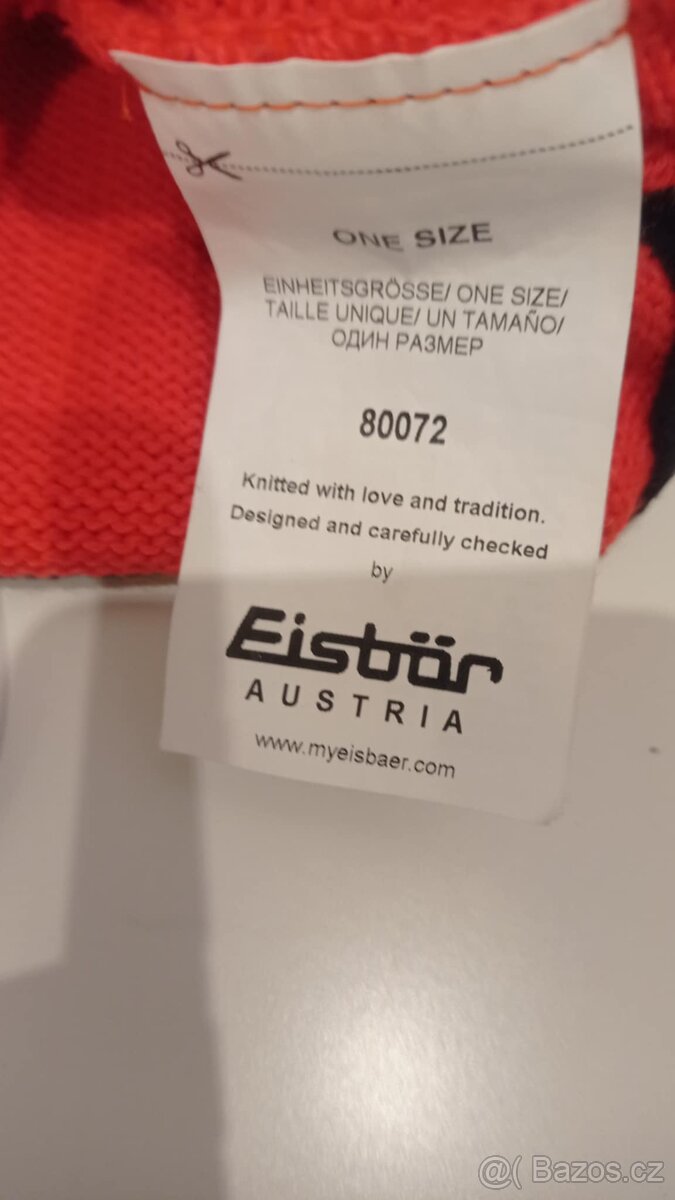 ONE SIZE
EINHEITSGRÖSSE/ ONE SIZE/
TAILLE UNIQUE/ UN TAMAÑO/
ОДИН РАЗМЕР
80072
Knitted with love and tradition.
Designed and carefully checked
by
Eisbär
AUSTRIA
www.myeisbaer.com
@( Bazos.cz